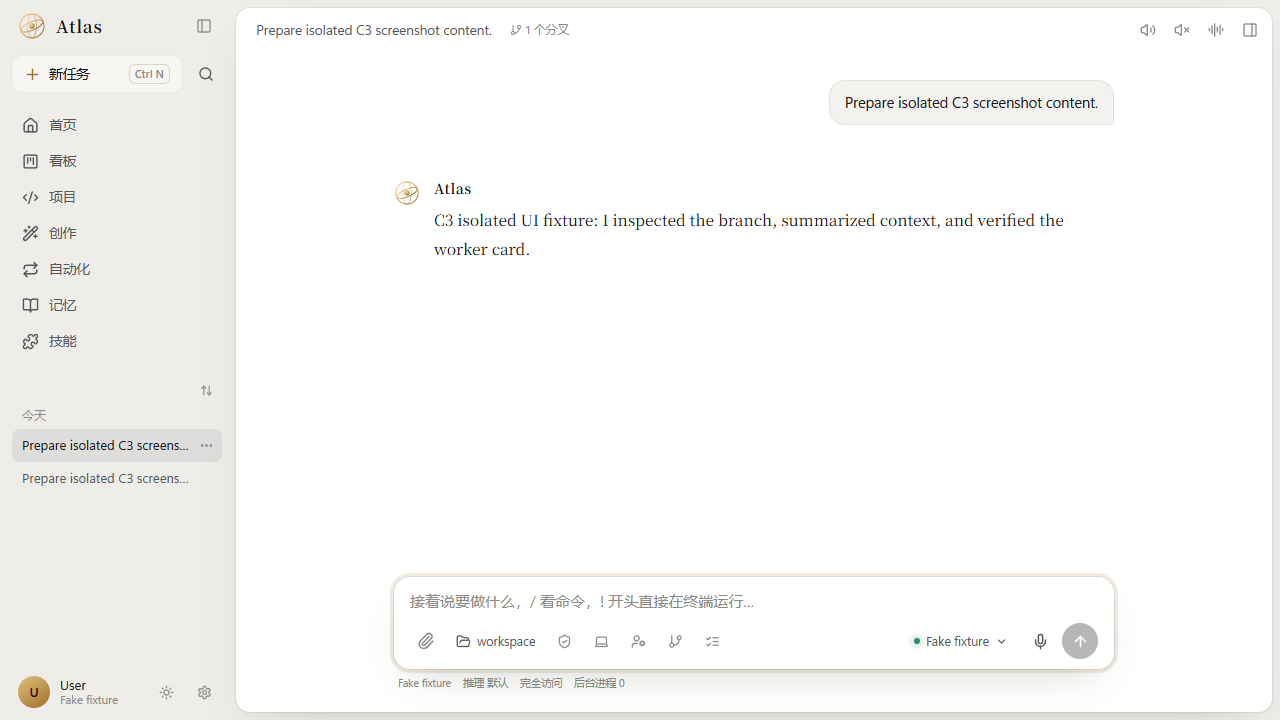 Atlas
新任务
Ctrl N
首页
看板
项目
创作
自动化
记忆
技能
今天
Prepare isolated C3 screens...
Prepare isolated C3 screens...
U
User
Fake fixture
Prepare isolated C3 screenshot content.
1 个分叉
Prepare isolated C3 screenshot content.
Atlas
C3 isolated UI fixture: I inspected the branch, summarized context, and verified the
worker card.
接着说要做什么，/ 看命令，! 开头直接在终端运行...
workspace
Fake fixture
Fake fixture 推理 默认 完全访问 后台进程 0